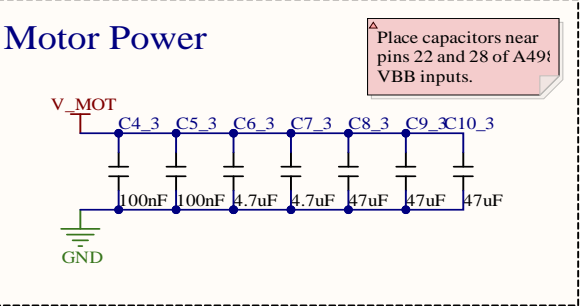 Motor Power
Place capacitors near
pins 22 and 28 of A498
VBB inputs.
V_MOT
C4_3 C5_3 C6_3 C7_3 C8_3 C9_3 C10_3
100nF 100nF 4.7uF 4.7uF 47uF 47uF 47uF
GND